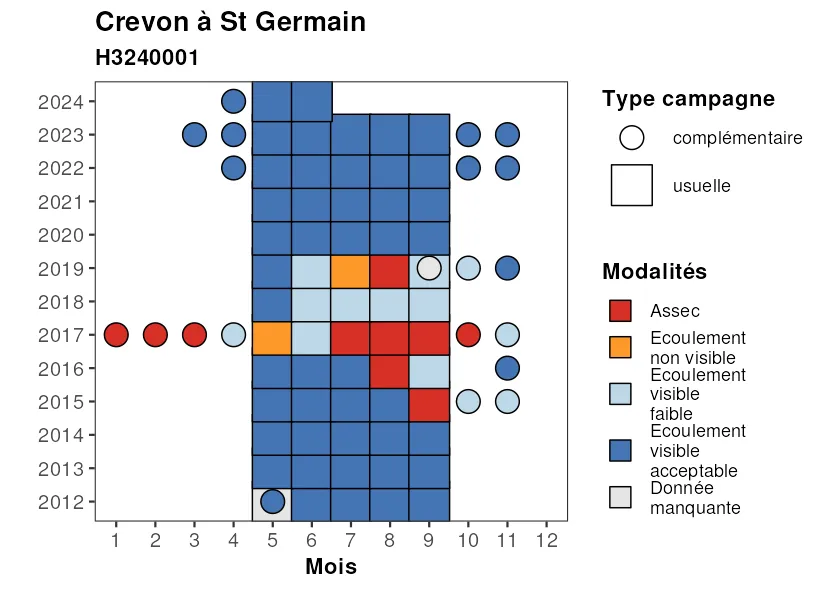 Crevon à St Germain
H3240001
2024
2023
2022
2021
2020
2019
2018
2017
2016
2015
2014
2013
2012
1 2 3 4 5 6 7 8 9 10 11 12
Mois
Type campagne
complémentaire
usuelle
Modalités
Assec
Ecoulement
non visible
Ecoulement
visible
faible
Ecoulement
visible
acceptable
Donnée
manquante